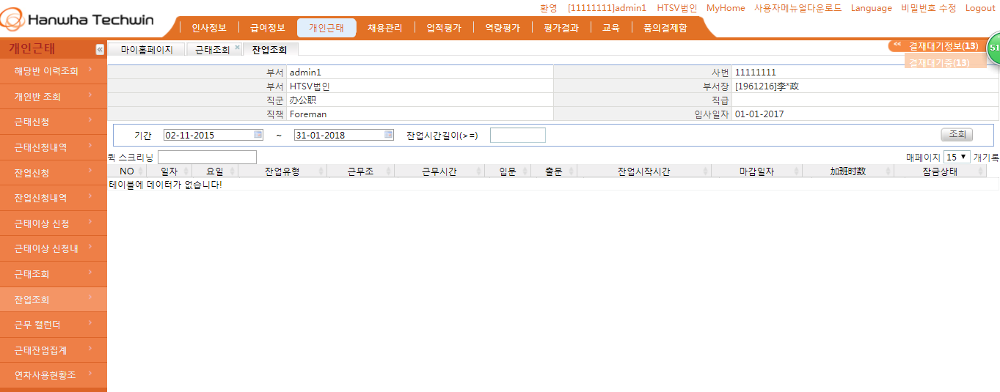 환영 [11111111]admin1 HTSV법인 MyHome 사용자메뉴얼다운로드 Language 비밀번호 수정 Logout
Hanwha Techwin
인사정보 급여정보 개인근태 채용관리 업적평가 역량평가 평가결과 교육 품의결제함
개인근태 «
마이홈페이지 근태조회 × 잔업조회
결재대기정보(13)
51
결재대기중(13)
해당반 이력조회
개인반 조회
근태신청
근태신청내역
잔업신청
잔업신청내역
근태이상 신청
근태이상 신청내
근태조회
잔업조회
근무 캘런더
근태잔업집계
연차사용현황조
부서 admin1 사번 11111111
부서 HTSV법인 부서장 [1961216]李*政
직군 办公职 직급
직책 Foreman 입사일자 01-01-2017
기간 02-11-2015 ~ 31-01-2018 잔업시간길이(>=) 조회
퀵 스크리닝 매페이지 15 개기록
NO 일자 요일 잔업유형 근무조 근무시간 입문 출문 잔업시작시간 마감일자 加班时数 잠금상태
테이블에 데이터가 없습니다!